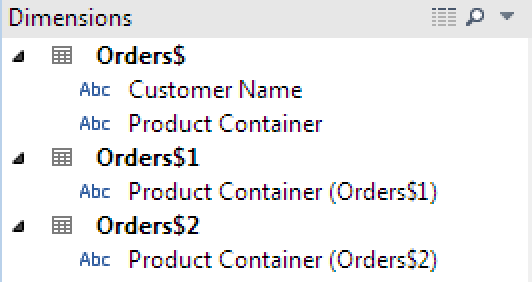 Dimensions
Orders$
Abc Customer Name
Abc Product Container
Orders$1
Abc Product Container (Orders$1)
Orders$2
Abc Product Container (Orders$2)